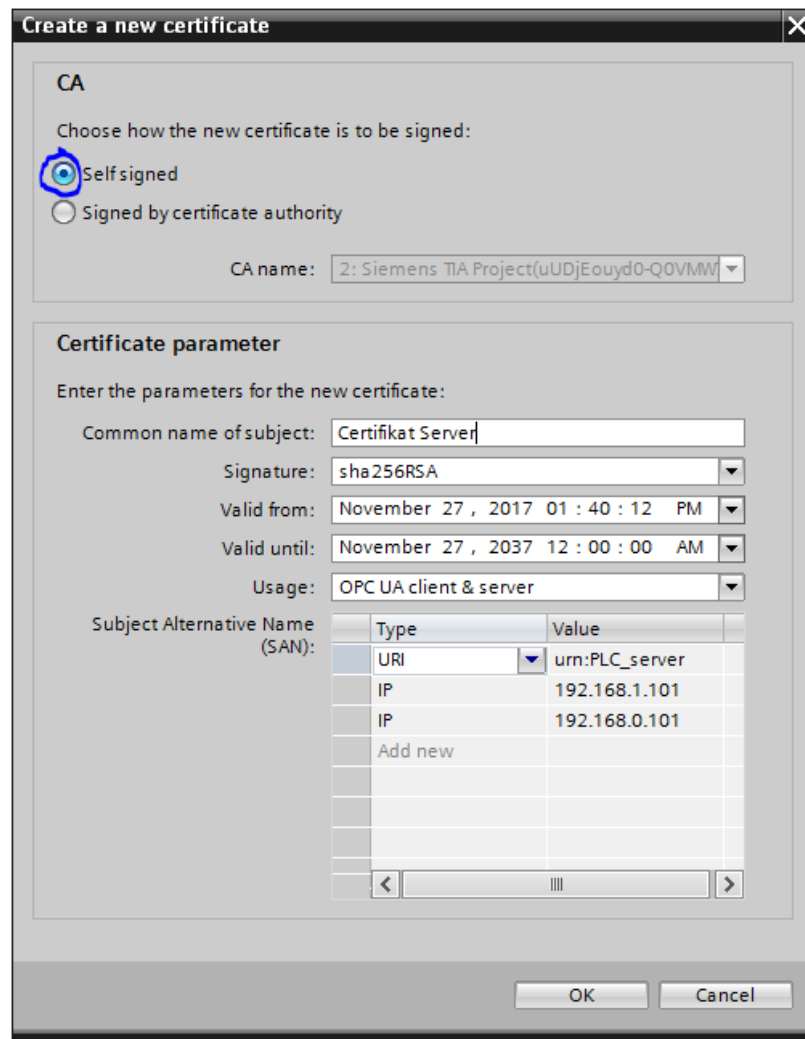 Create a new certificate
CA
Choose how the new certificate is to be signed:
Self signed
Signed by certificate authority
CA name: 2: Siemens TIA Project(uUDjEouyd0-Q0VMW
Certificate parameter
Enter the parameters for the new certificate:
Common name of subject: Certifikat Server
Signature: sha256RSA
Valid from: November 27 , 2017 01 : 40 : 12 PM
Valid until: November 27 , 2037 12 : 00 : 00 AM
Usage: OPC UA client & server
Subject Alternative Name
(SAN):
Type Value
URI urn:PLC_server
IP 192.168.1.101
IP 192.168.0.101
Add new
OK Cancel